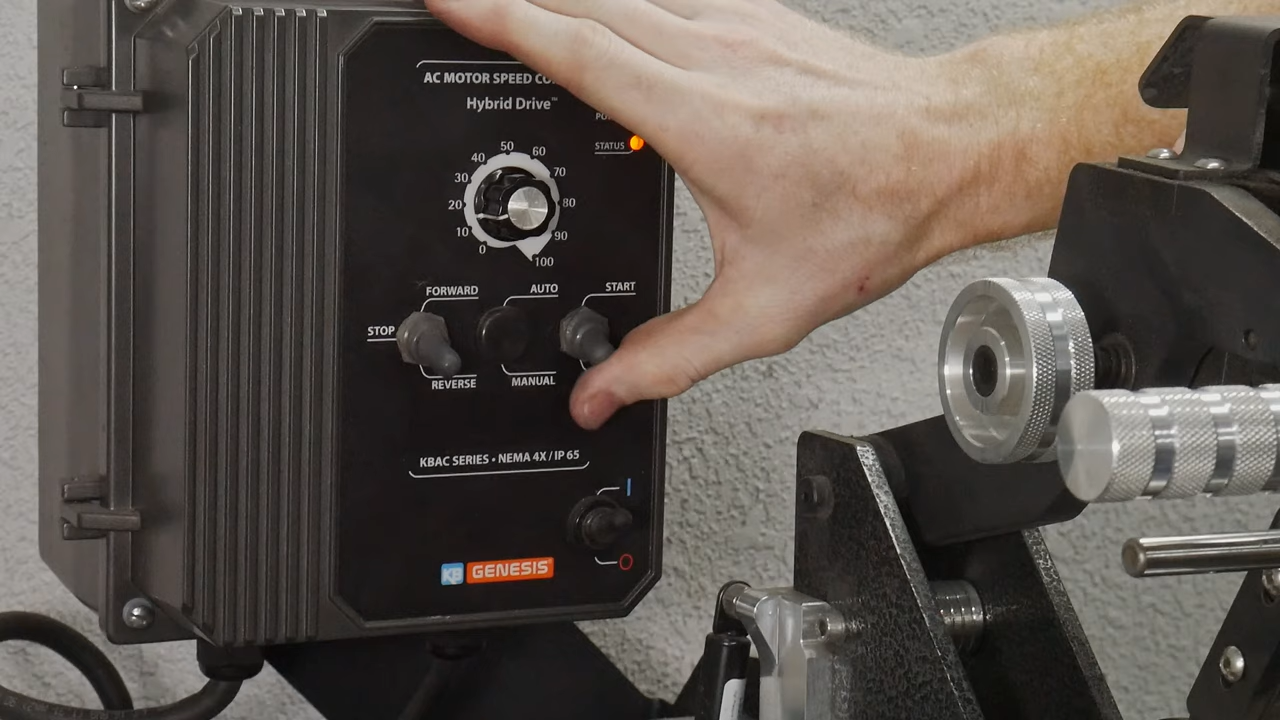 AC MOTOR SPEED CO
Hybrid Drive™
PO
STATUS
50
40 60
30 70
20 80
10 90
0 100
FORWARD AUTO START
STOP
REVERSE MANUAL
KBAC SERIES • NEMA 4X / IP 65
I
O
KB GENESIS